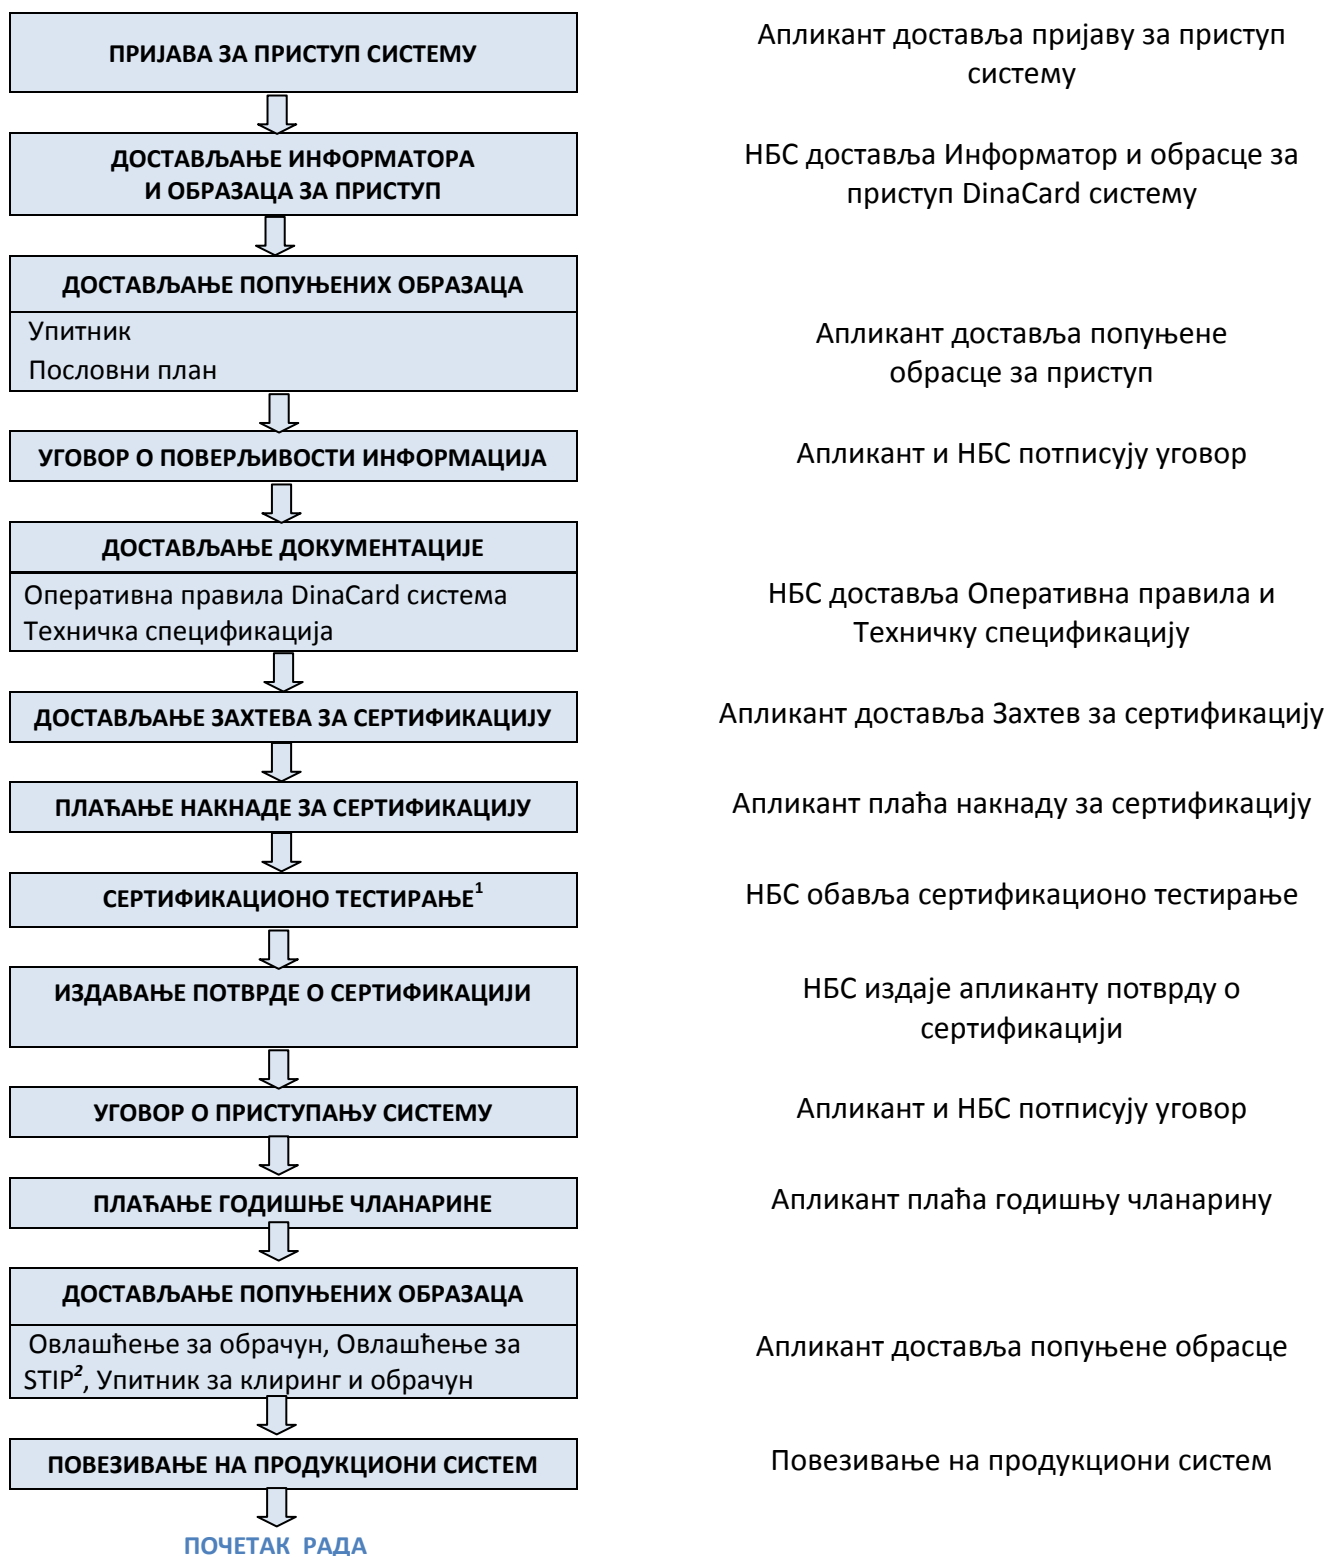 ПРИЈАВА ЗА ПРИСТУП СИСТЕМУ
Апликант доставља пријаву за приступ
систему
ДОСТАВЉАЊЕ ИНФОРМАТОРА
И ОБРАЗАЦА ЗА ПРИСТУП
НБС доставља Информатор и обрасце за
приступ DinaCard систему
ДОСТАВЉАЊЕ ПОПУЊЕНИХ ОБРАЗАЦА
Упитник
Пословни план
Апликант доставља попуњене
обрасце за приступ
УГОВОР О ПОВЕРЉИВОСТИ ИНФОРМАЦИЈА
Апликант и НБС потписују уговор
ДОСТАВЉАЊЕ ДОКУМЕНТАЦИЈЕ
Оперативна правила DinaCard система
Техничка спецификација
НБС доставља Оперативна правила и
Техничку спецификацију
ДОСТАВЉАЊЕ ЗАХТЕВА ЗА СЕРТИФИКАЦИЈУ
Апликант доставља Захтев за сертификацију
ПЛАЋАЊЕ НАКНАДЕ ЗА СЕРТИФИКАЦИЈУ
Апликант плаћа накнаду за сертификацију
СЕРТИФИКАЦИОНО ТЕСТИРАЊЕ¹
НБС обавља сертификационо тестирање
ИЗДАВАЊЕ ПОТВРДЕ О СЕРТИФИКАЦИЈИ
НБС издаје апликанту потврду о
сертификацији
УГОВОР О ПРИСТУПАЊУ СИСТЕМУ
Апликант и НБС потписују уговор
ПЛАЋАЊЕ ГОДИШЊЕ ЧЛАНАРИНЕ
Апликант плаћа годишњу чланарину
ДОСТАВЉАЊЕ ПОПУЊЕНИХ ОБРАЗАЦА
Овлашћење за обрачун, Овлашћење за
STIP², Упитник за клиринг и обрачун
Апликант доставља попуњене обрасце
ПОВЕЗИВАЊЕ НА ПРОДУКЦИОНИ СИСТЕМ
Повезивање на продукциони систем
ПОЧЕТАК РАДА